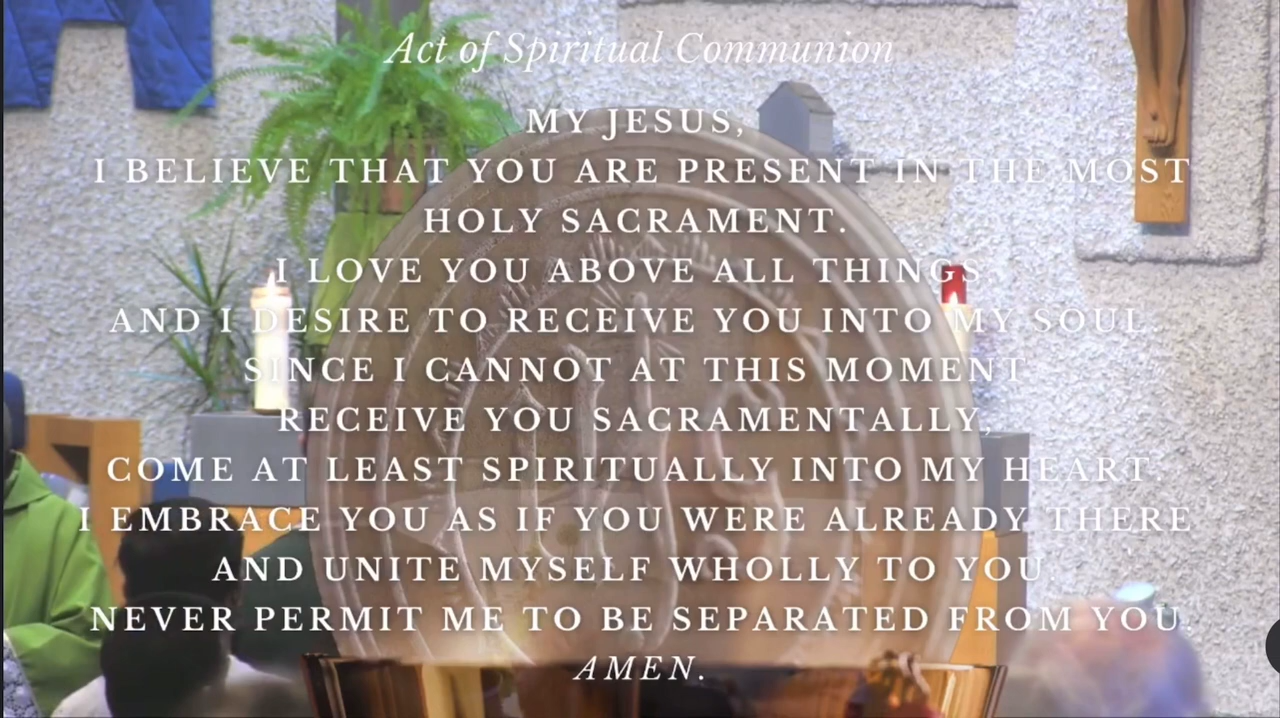 Act of Spiritual Communion
MY JESUS,
I BELIEVE THAT YOU ARE PRESENT IN THE MOST
HOLY SACRAMENT.
I LOVE YOU ABOVE ALL THINGS
AND I DESIRE TO RECEIVE YOU INTO MY SOUL.
SINCE I CANNOT AT THIS MOMENT
RECEIVE YOU SACRAMENTALLY,
COME AT LEAST SPIRITUALLY INTO MY HEART.
I EMBRACE YOU AS IF YOU WERE ALREADY THERE
AND UNITE MYSELF WHOLLY TO YOU.
NEVER PERMIT ME TO BE SEPARATED FROM YOU.
AMEN.